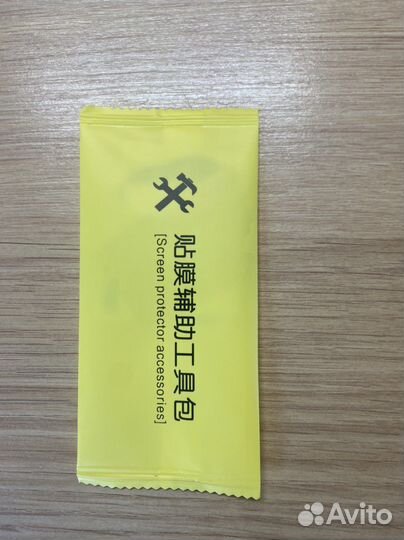 贴膜辅助工具包
[Screen protector accessories]
Avito